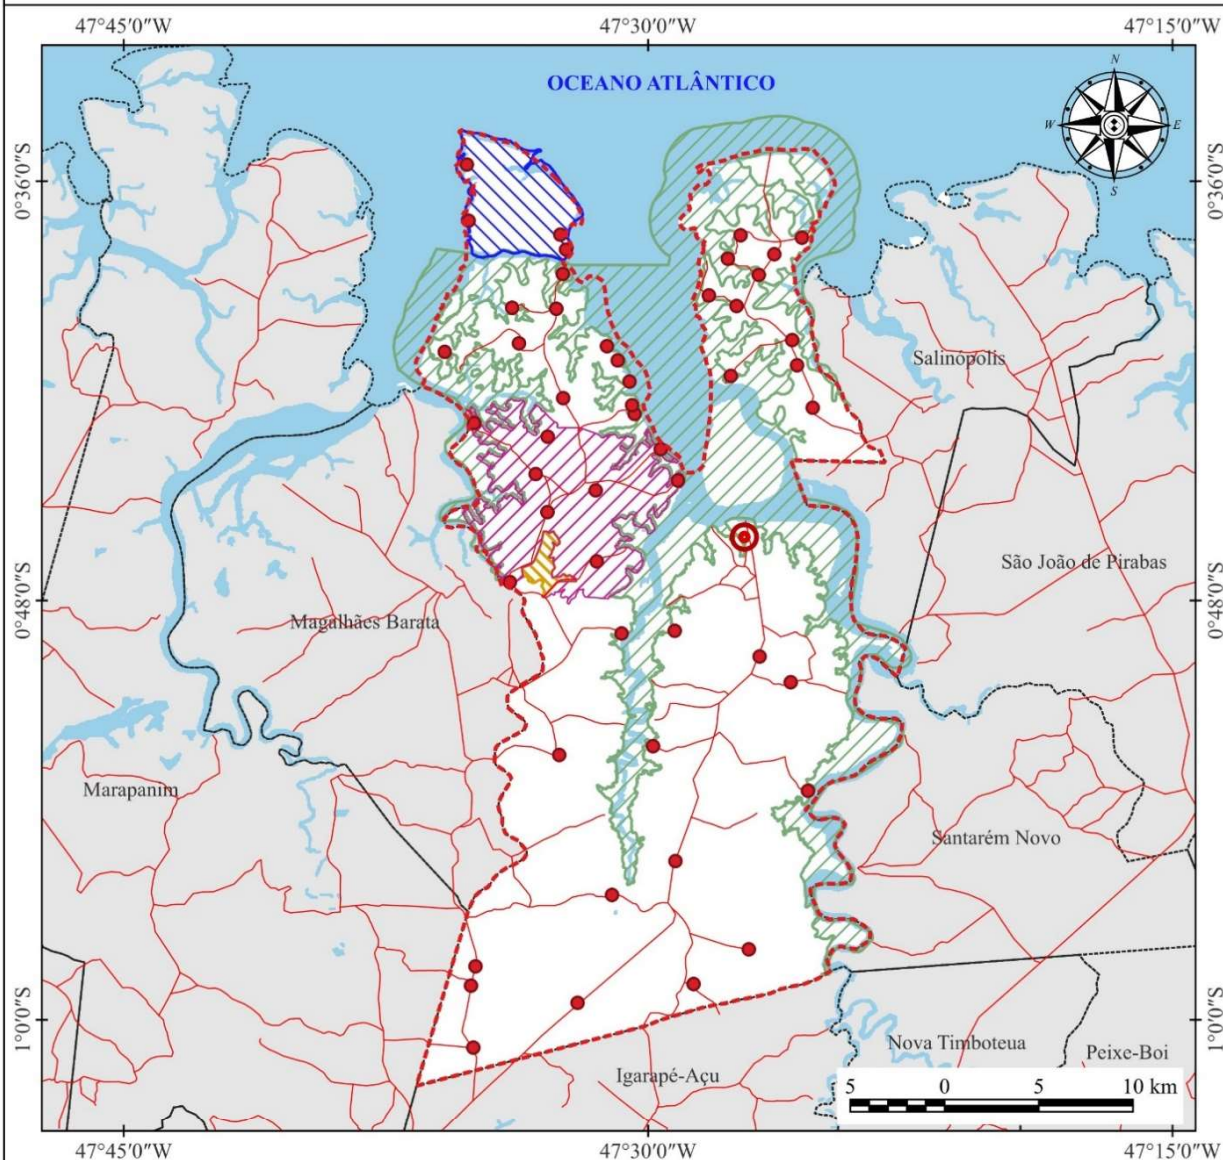 47°45'0"W 47°30'0"W 47°15'0"W
OCEANO ATLÂNTICO
N
W E
S
0°36'0"S 0°36'0"S
Salinópolis
São João de Pirabas
0°48'0"S 0°48'0"S
Magalhães Barata
Marapanim
Santarém Novo
1°0'0"S 1°0'0"S
Nova Timboteua
Peixe-Boi
Igarapé-Açu
5 0 5 10 km
47°45'0"W 47°30'0"W 47°15'0"W